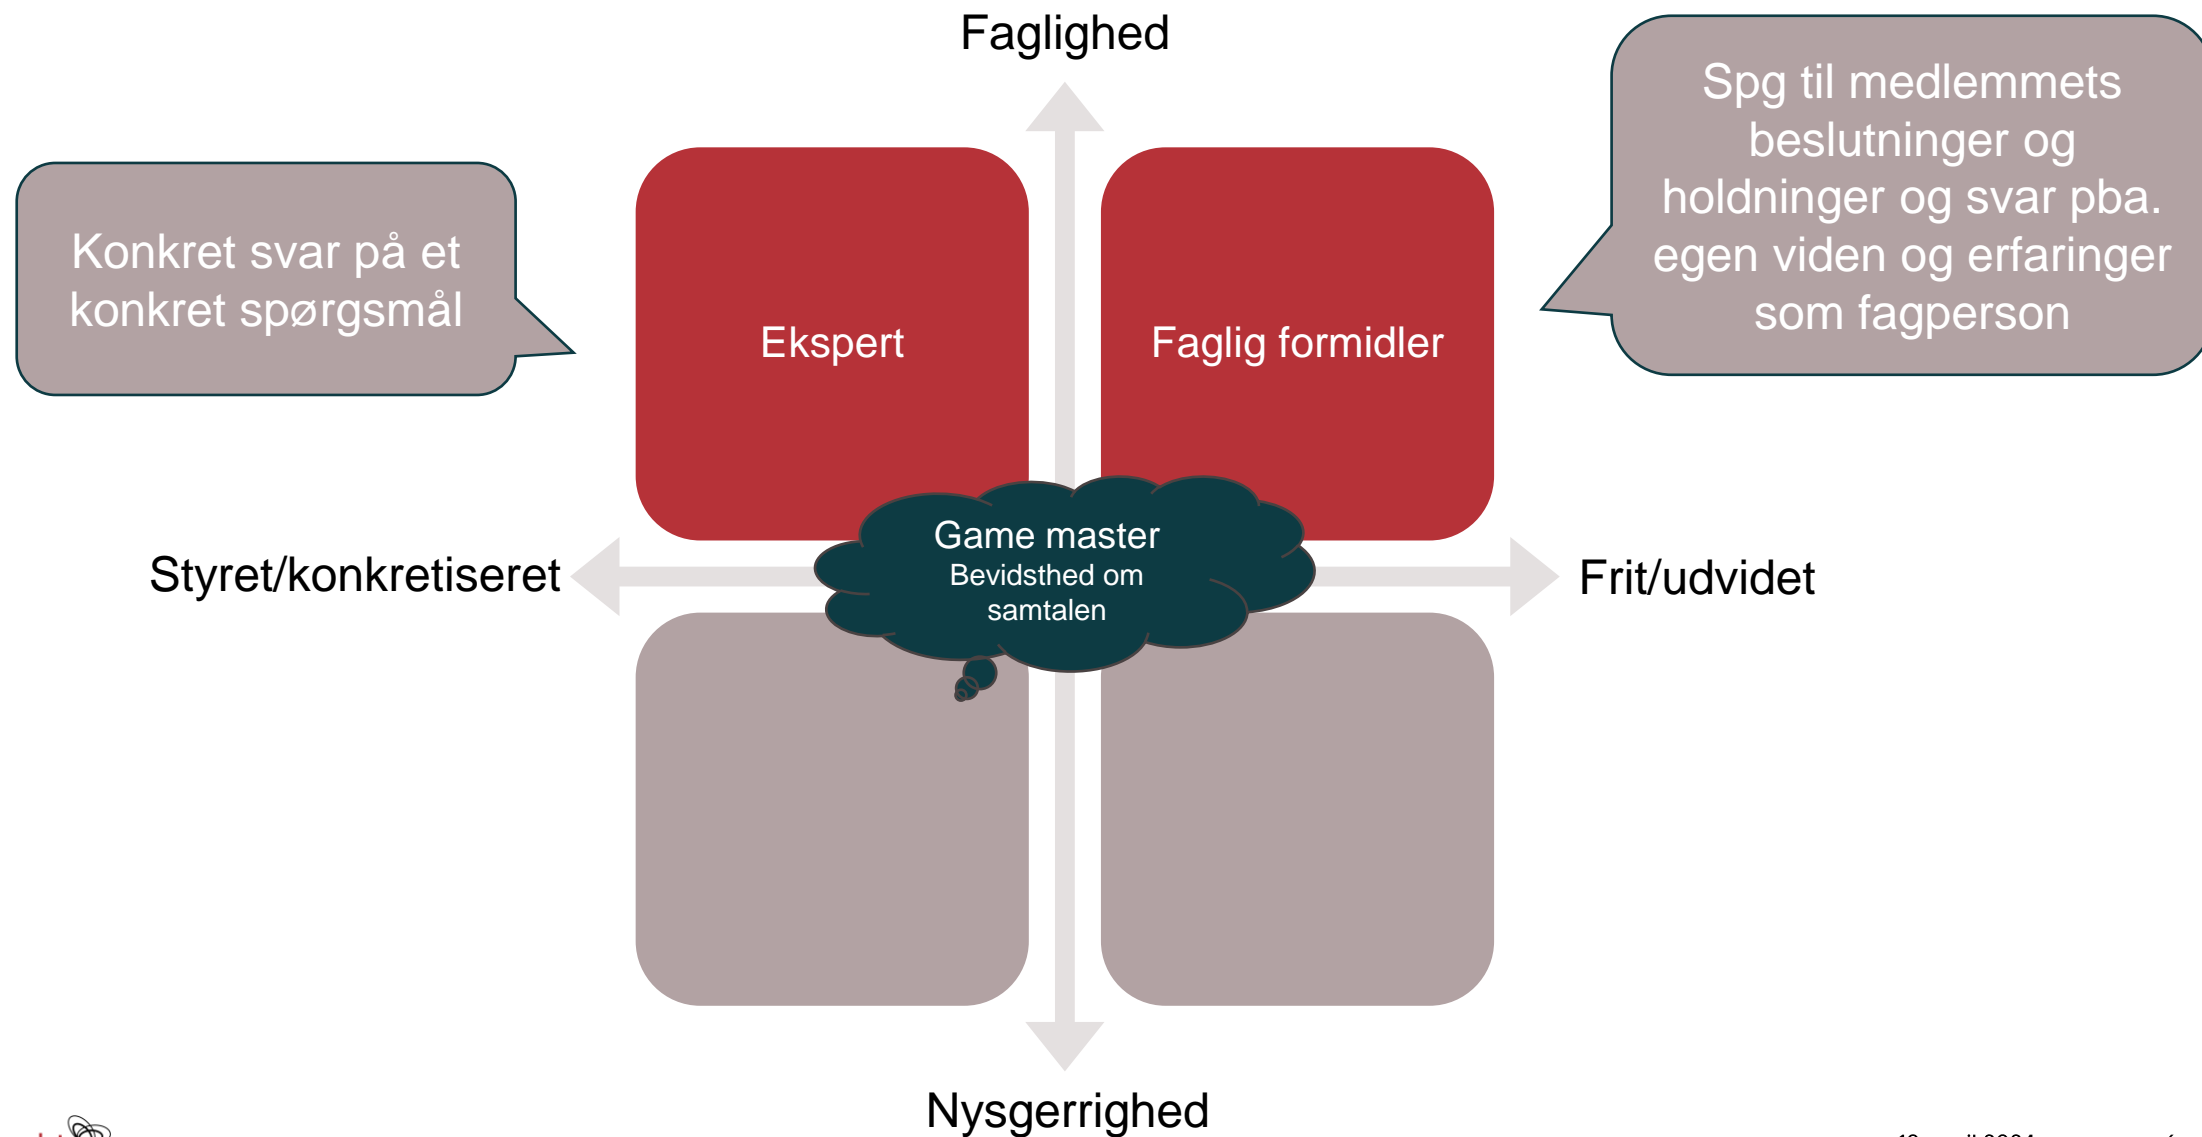 Faglighed
Spg til medlemmets
beslutninger og
holdninger og svar pba.
egen viden og erfaringer
som fagperson
Konkret svar på et
konkret spørgsmål
Ekspert
Faglig formidler
Game master
Bevidsthed om
samtalen
Styret/konkretiseret
Frit/udvidet
Nysgerrighed